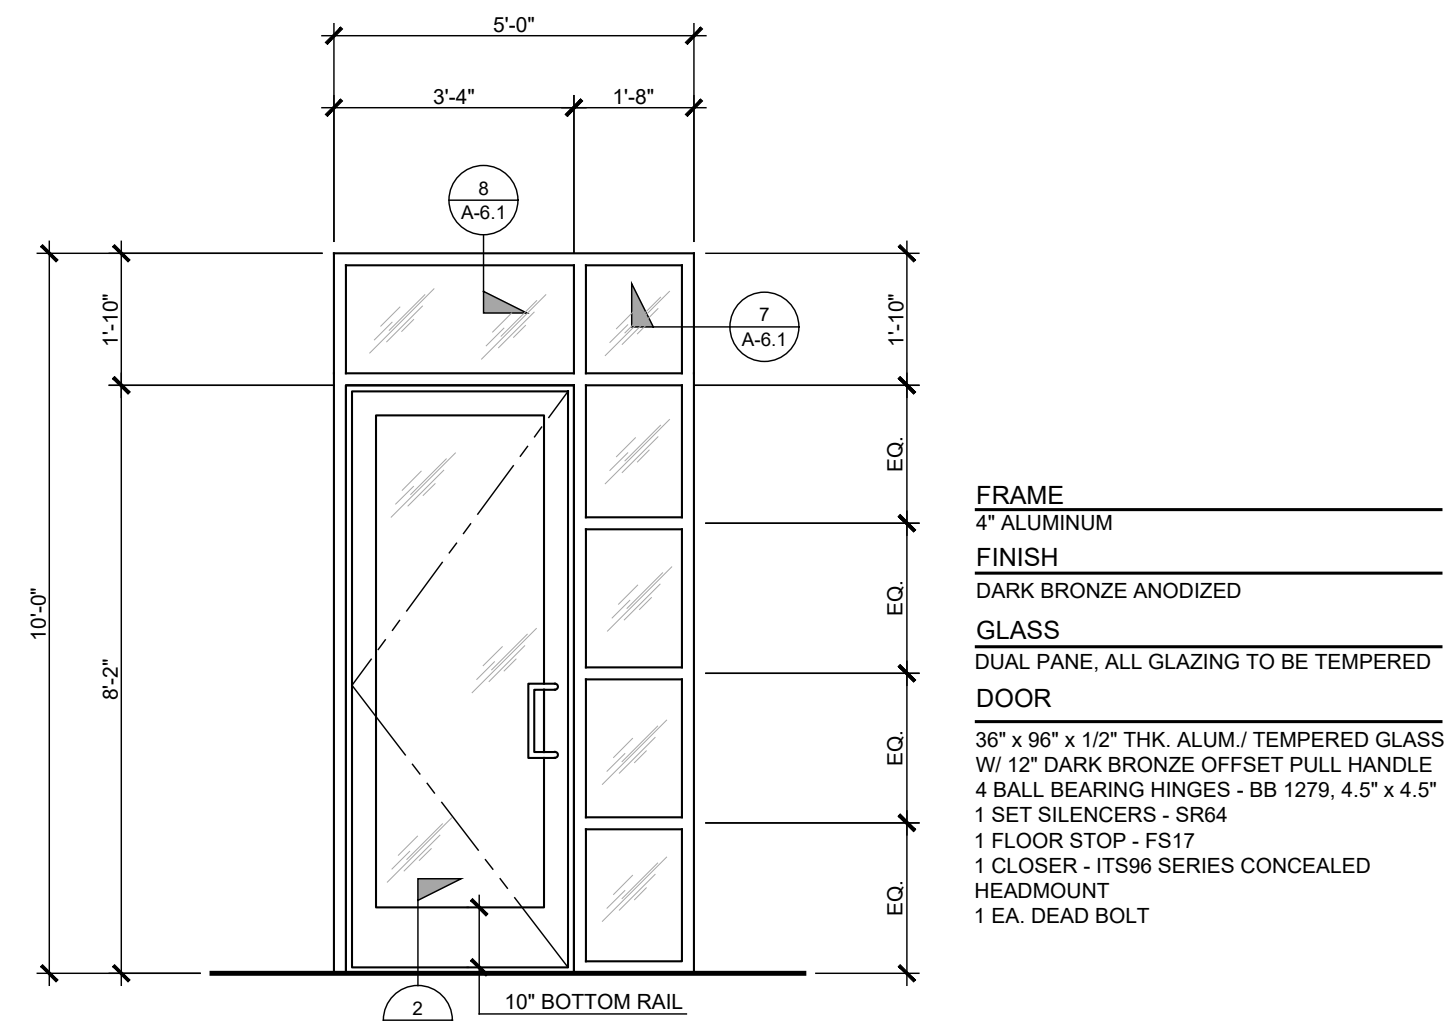 5'-0"
3'-4"
1'-8"
8
A-6.1
7
A-6.1
1'-10"
1'-10"
10'-0"
8'-2"
EQ.
EQ.
EQ.
EQ.
2
10" BOTTOM RAIL
FRAME
4" ALUMINUM
FINISH
DARK BRONZE ANODIZED
GLASS
DUAL PANE, ALL GLAZING TO BE TEMPERED
DOOR
36" x 96" x 1/2" THK. ALUM./ TEMPERED GLASS
W/ 12" DARK BRONZE OFFSET PULL HANDLE
4 BALL BEARING HINGES - BB 1279, 4.5" x 4.5"
1 SET SILENCERS - SR64
1 FLOOR STOP - FS17
1 CLOSER - ITS96 SERIES CONCEALED
HEADMOUNT
1 EA. DEAD BOLT